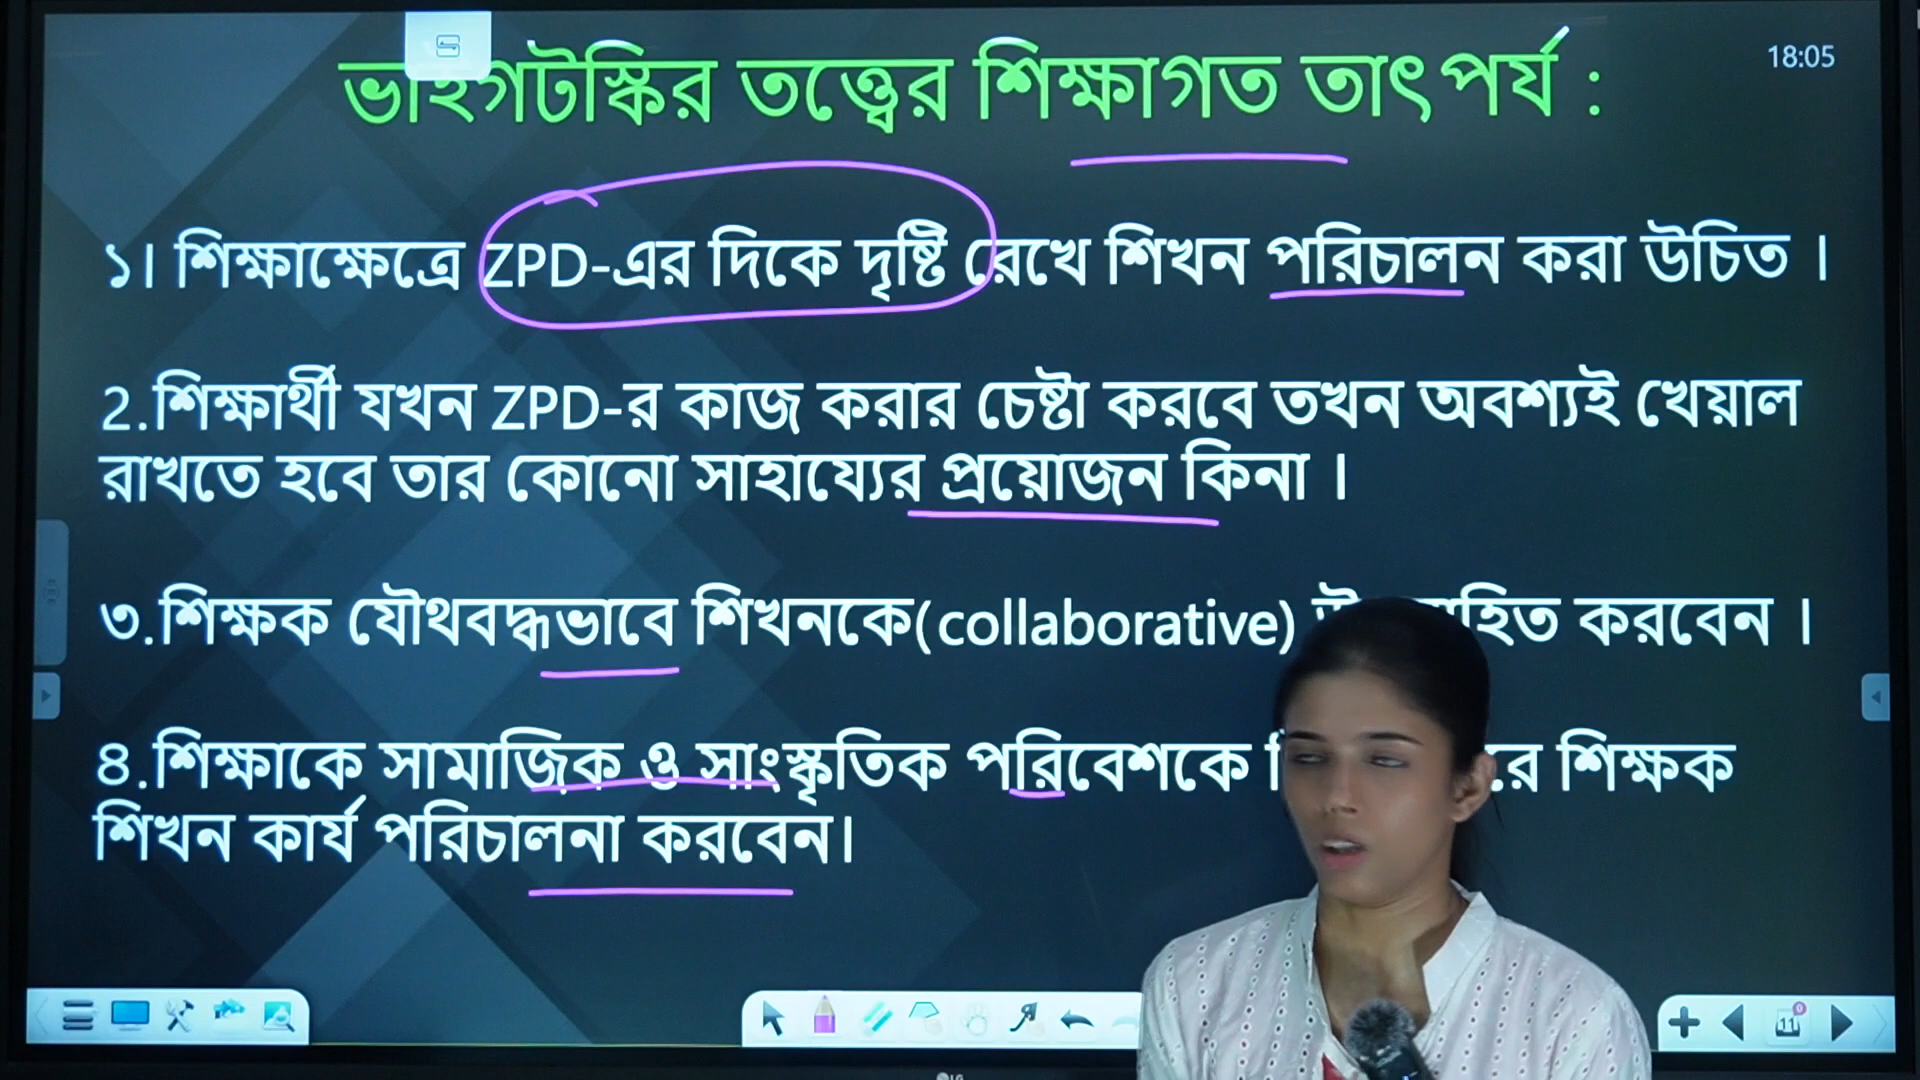 ভাইগটস্কির তত্ত্বের শিক্ষাগত তাৎপর্য :
18:05
১। শিক্ষাক্ষেত্রে ZPD-এর দিকে দৃষ্টি রেখে শিখন পরিচালন করা উচিত ।
2.শিক্ষার্থী যখন ZPD-র কাজ করার চেষ্টা করবে তখন অবশ্যই খেয়াল
রাখতে হবে তার কোনো সাহায্যের প্রয়োজন কিনা ।
৩.শিক্ষক যৌথবদ্ধভাবে শিখনকে(collaborative) করবেন ।
৪.শিক্ষাকে সামাজিক ও সাংস্কৃতিক পরিবেশকে শিক্ষক
শিখন কার্য পরিচালনা করবেন।
11
LG